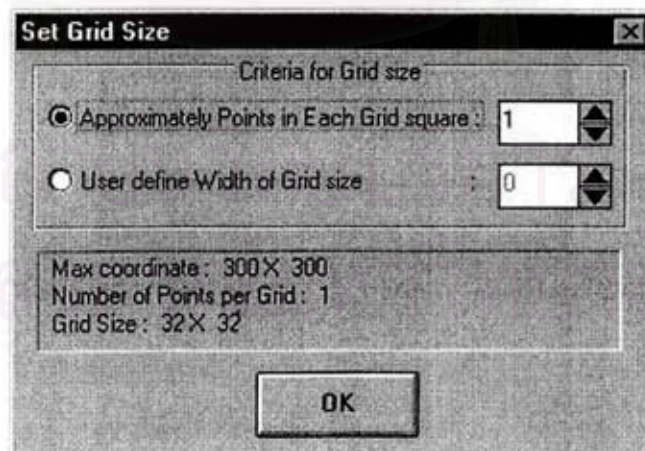 Set Grid Size
Criteria for Grid size
Approximately Points in Each Grid square : 1
User define Width of Grid size : 0
Max coordinate : 300 X 300
Number of Points per Grid : 1
Grid Size : 32 X 32
OK